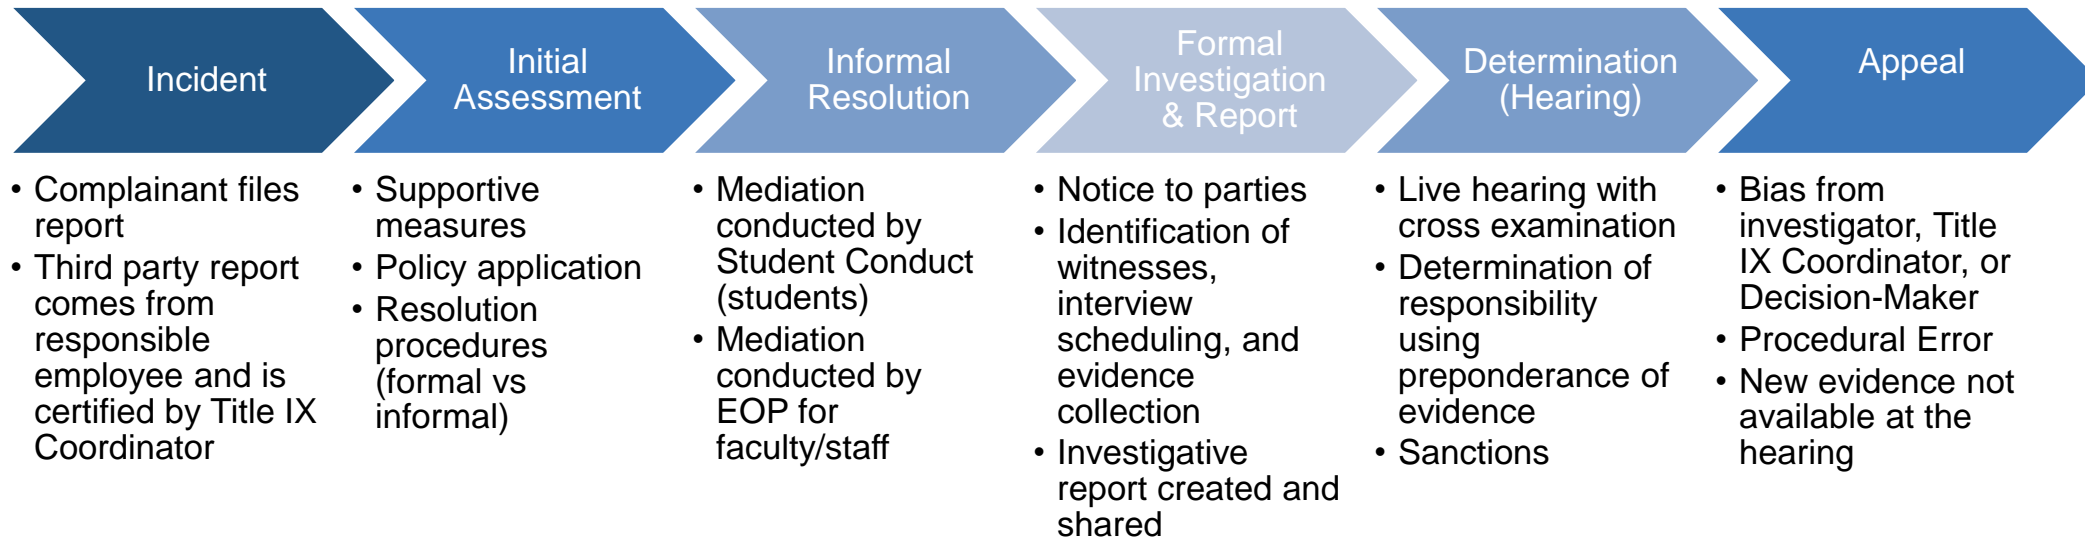 Incident
Initial
Assessment
Informal
Resolution
Formal
Investigation
& Report
Determination
(Hearing)
Appeal
• Complainant files
report
• Third party report
comes from
responsible
employee and is
certified by Title IX
Coordinator
• Supportive
measures
• Policy application
• Resolution
procedures
(formal vs
informal)
• Mediation
conducted by
Student Conduct
(students)
• Mediation
conducted by
EOP for
faculty/staff
• Notice to parties
• Identification of
witnesses,
interview
scheduling, and
evidence
collection
• Investigative
report created and
shared
• Live hearing with
cross examination
• Determination of
responsibility
using
preponderance of
evidence
• Sanctions
• Bias from
investigator, Title
IX Coordinator, or
Decision-Maker
• Procedural Error
• New evidence not
available at the
hearing